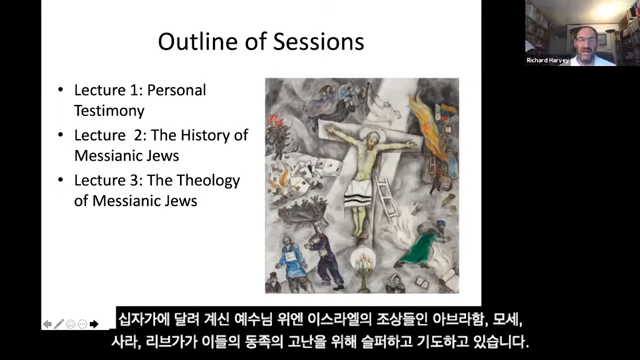 Outline of Sessions
Richard Harvey
• Lecture 1: Personal
Testimony
• Lecture 2: The History of
Messianic Jews
• Lecture 3: The Theology
of Messianic Jews
십자가에 달려 계신 예수님 위엔 이스라엘의 조상들인 아브라함, 모세,
사라, 리브가가 이들의 동족의 고난을 위해 슬퍼하고 기도하고 있습니다.